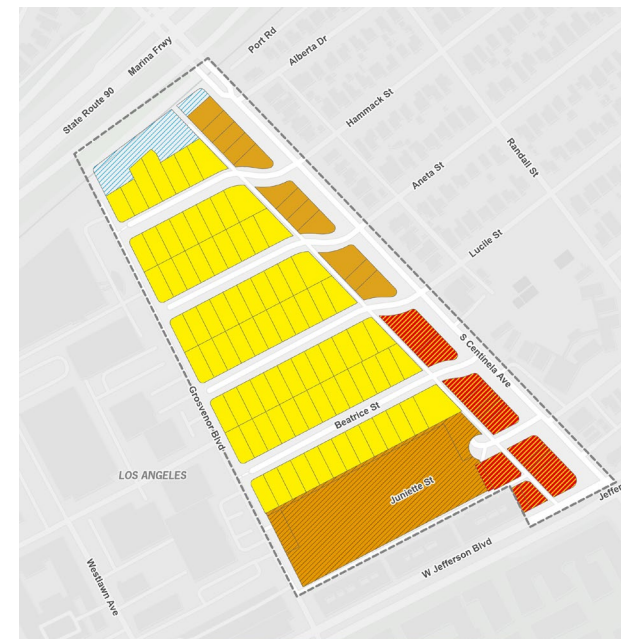 Port Rd
Marina Frwy
Alberta Dr
State Route 90
Hammack St
Randall St
Aneta St
Lucile St
S Centinela Ave
Grosvenor Blvd
Beatrice St
LOS ANGELES
Juniette St
Jeffer
W Jefferson Blvd
Westlawn Ave